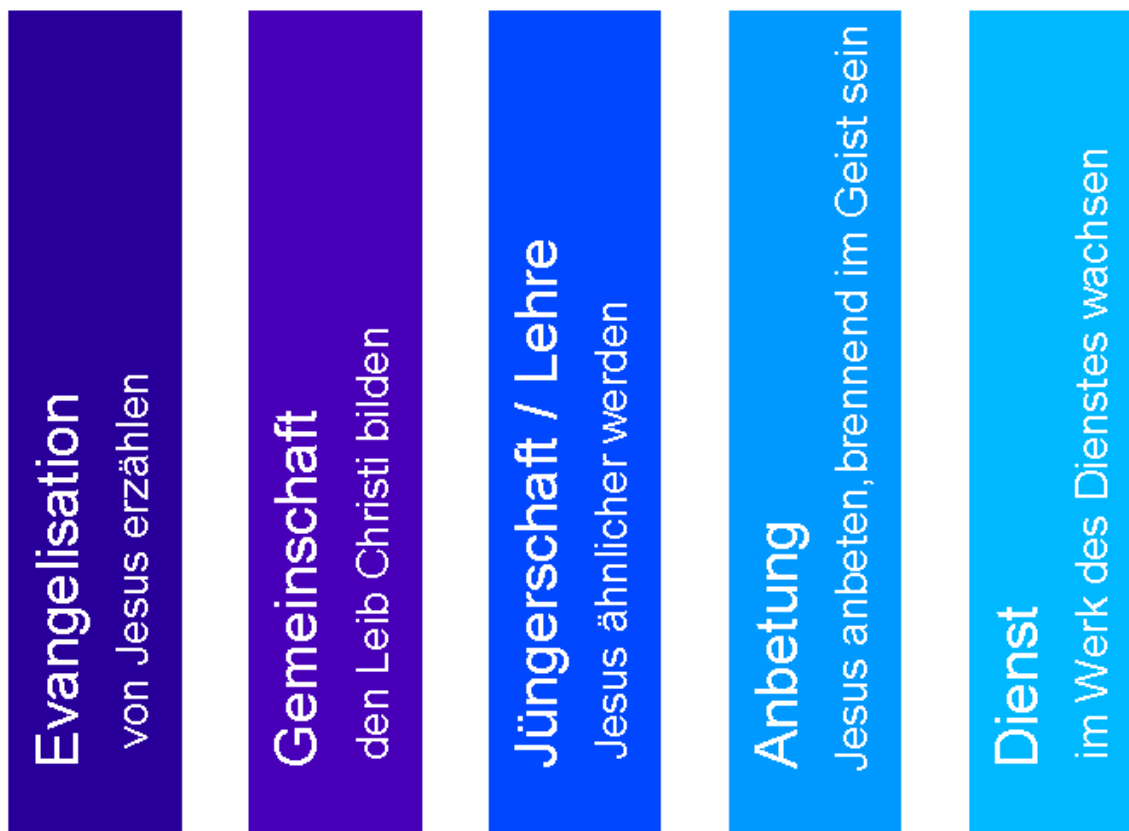 Evangelisation
von Jesus erzählen
Gemeinschaft
den Leib Christi bilden
Jüngerschaft / Lehre
Jesus ähnlicher werden
Anbetung
Jesus anbeten, brennend im Geist sein
Dienst
im Werk des Dienstes wachsen